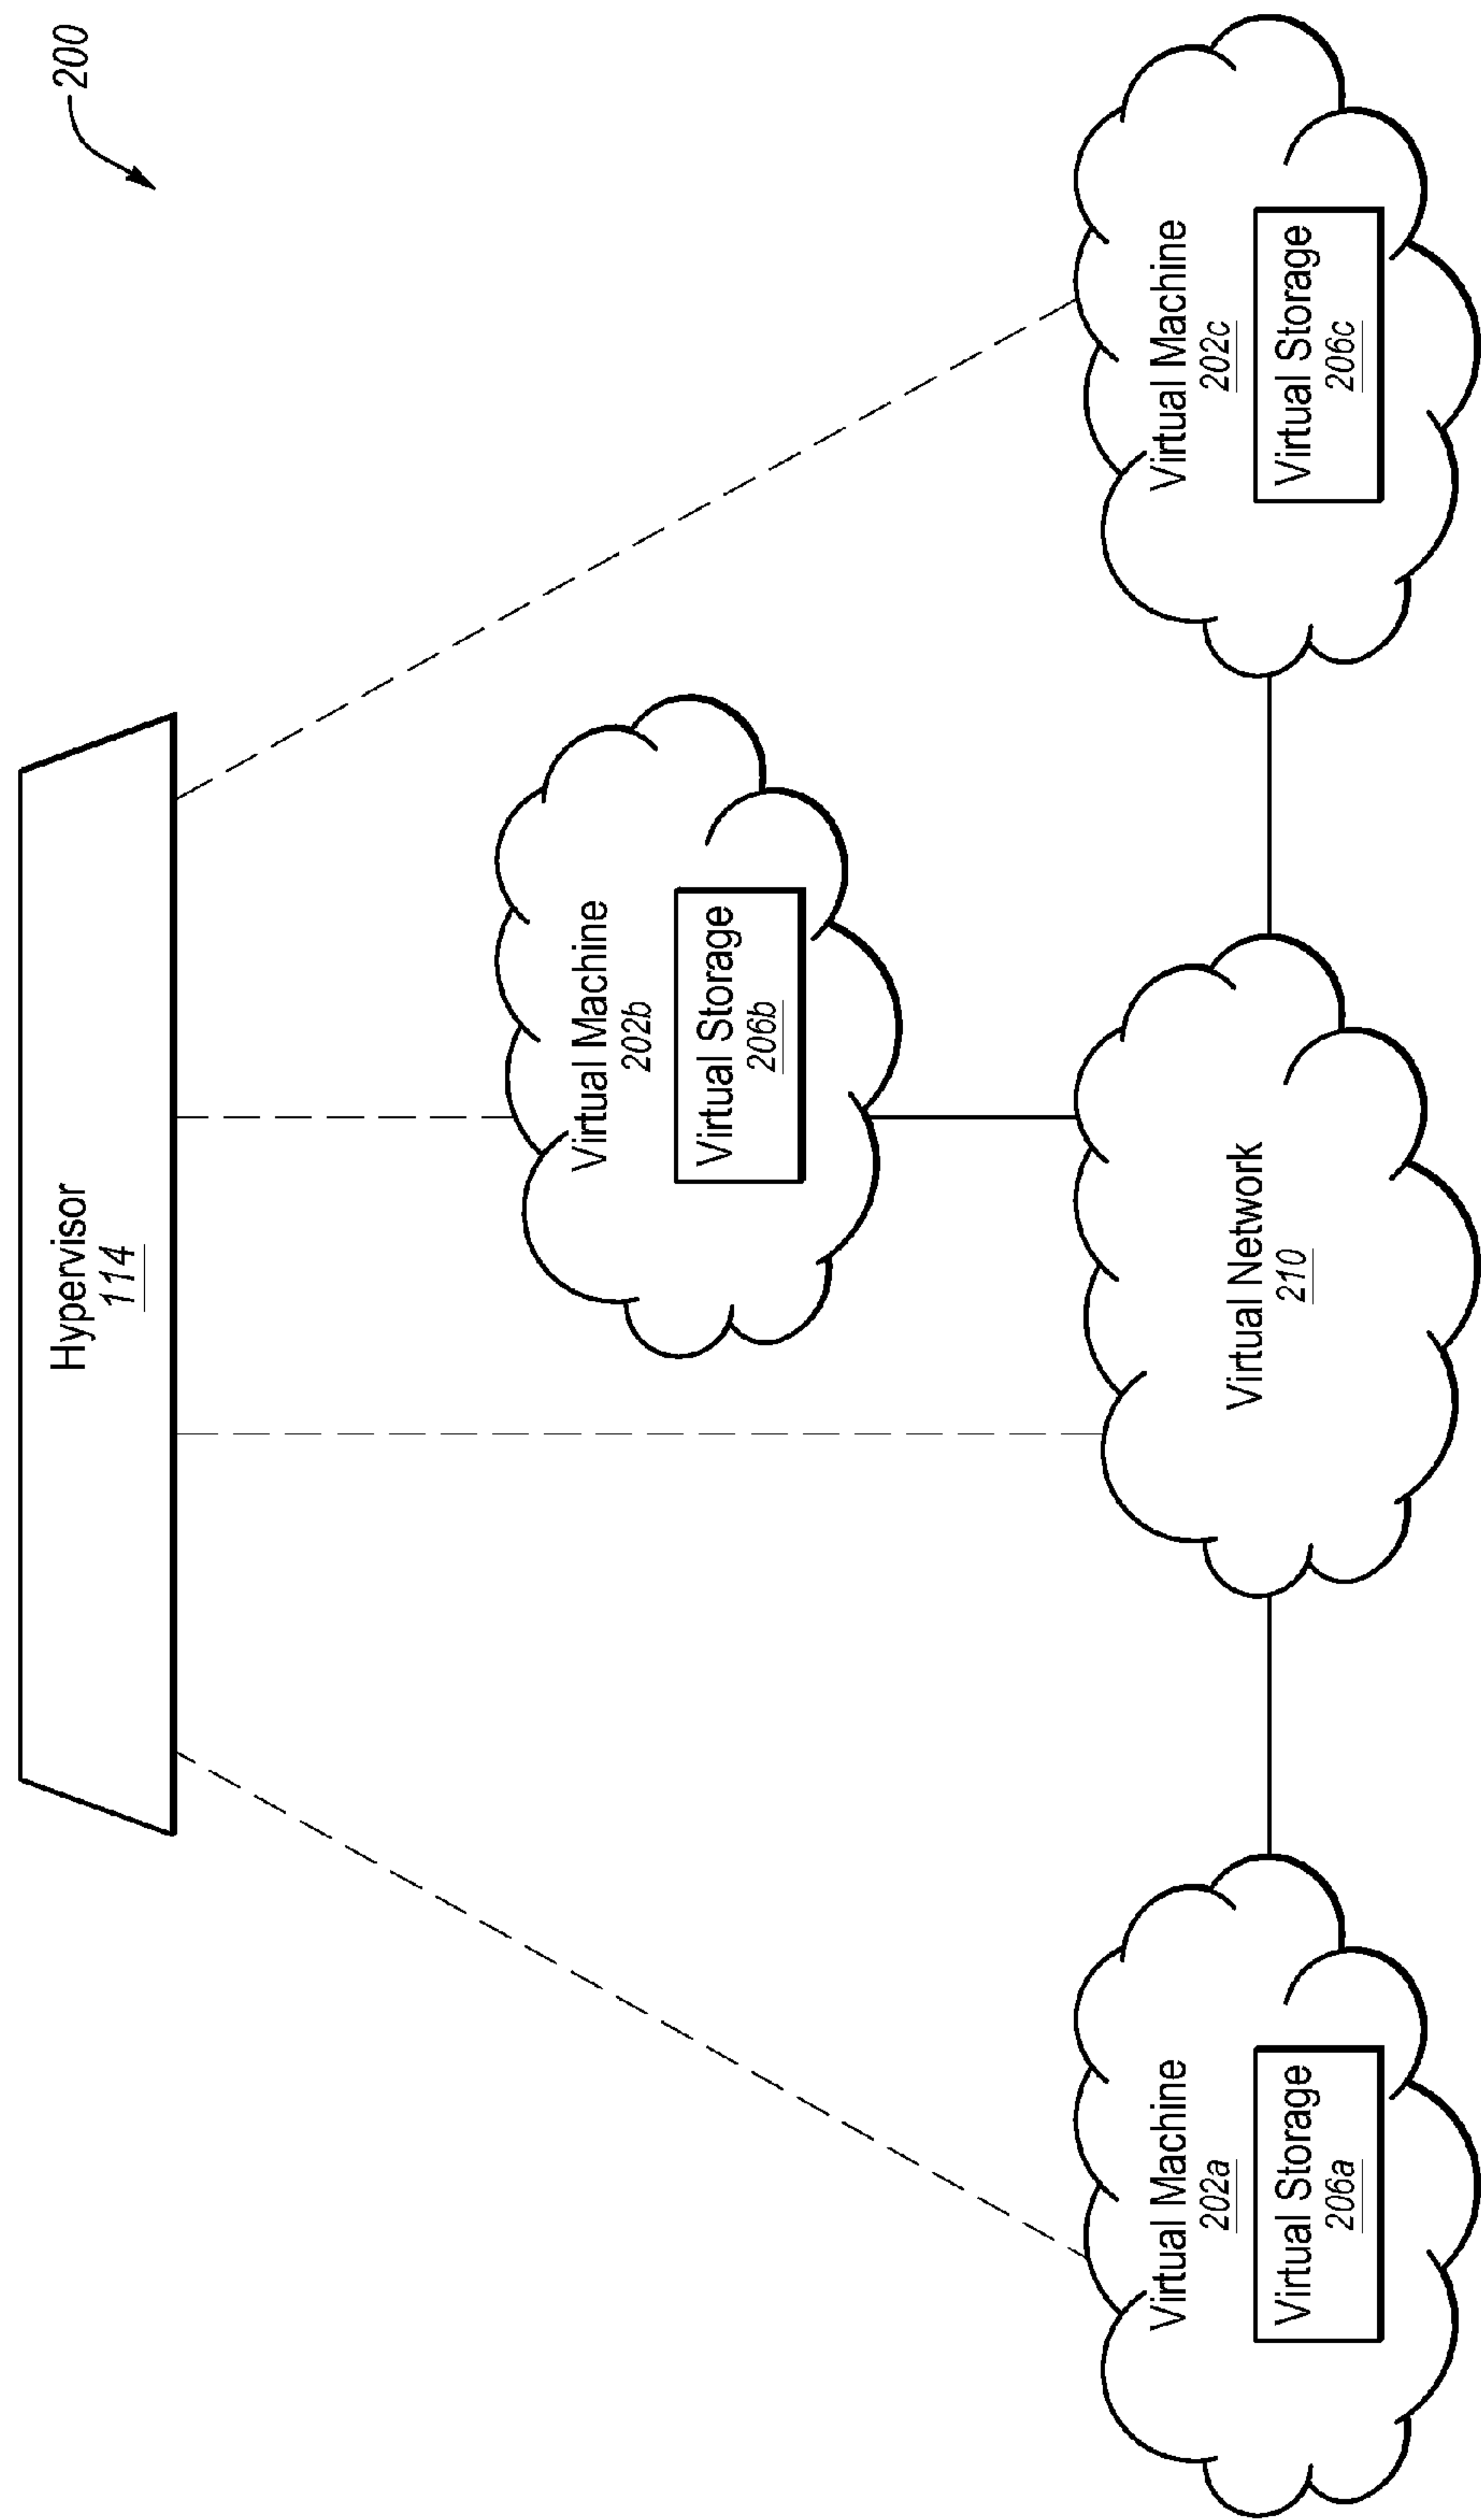 200
Hypervisor
114
Virtual Machine
202b
Virtual Storage
206b
Virtual Machine
202a
Virtual Storage
206a
Virtual Network
210
Virtual Machine
202c
Virtual Storage
206c